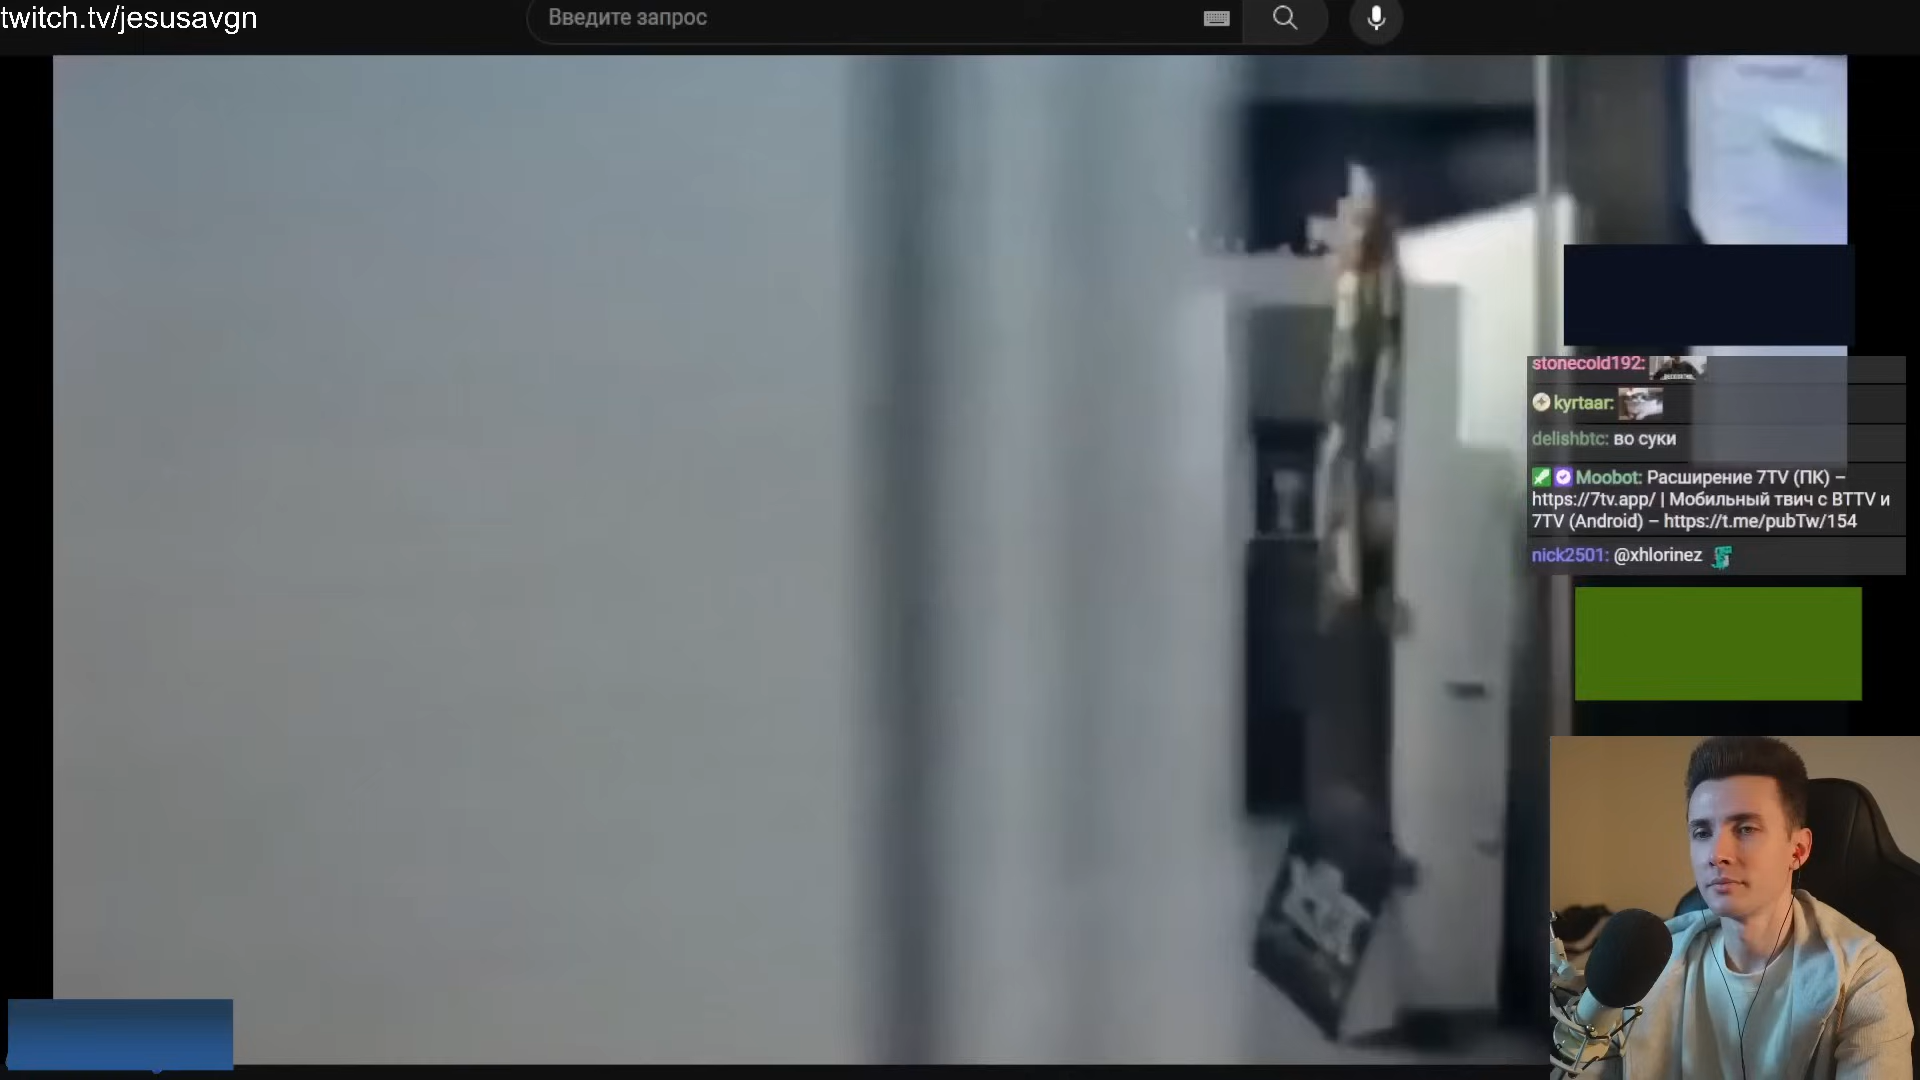 twitch.tv/jesusavgn
Введите запрос
stonecold192:
kyrtaar:
delishbtc: во суки
Moobot: Расширение 7TV (ПК) –
https://7tv.app/ | Мобильный твич с BTTV и
7TV (Android) – https://t.me/pubTw/154
nick2501: @xhlorinez